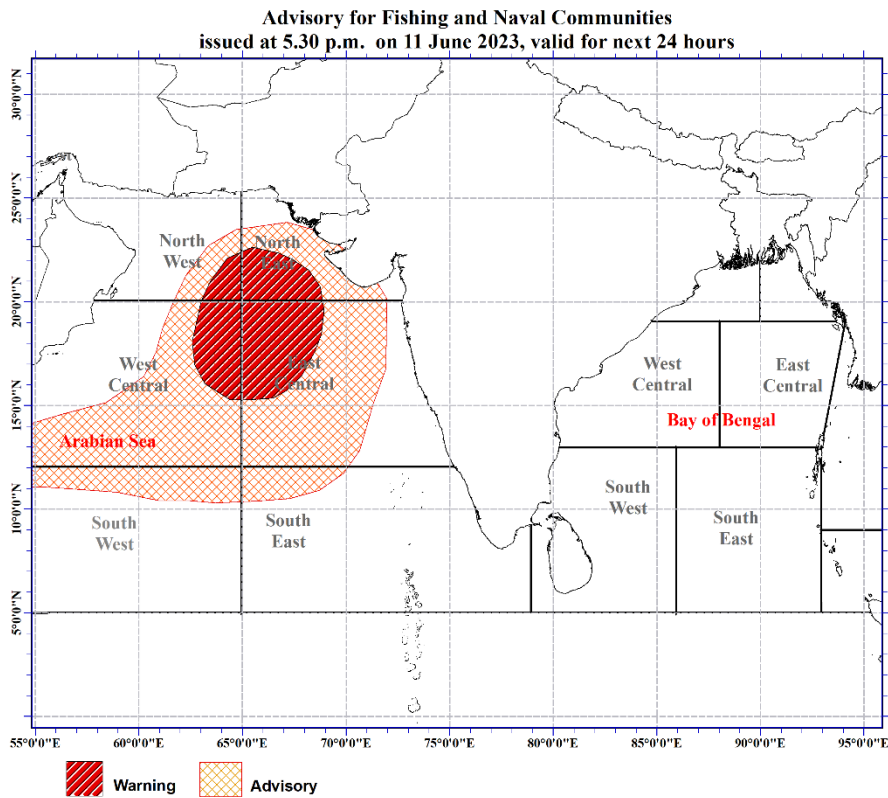 Advisory for Fishing and Naval Communities
issued at 5.30 p.m. on 11 June 2023, valid for next 24 hours
30°0'0"N
25°0'0"N
20°0'0"N
15°0'0"N
10°0'0"N
5°0'0"N
North
West
North
East
West
Central
East
Central
Arabian Sea
South
West
South
East
West
Central
East
Central
Bay of Bengal
South
West
South
East
55°0'0"E
60°0'0"E
65°0'0"E
70°0'0"E
75°0'0"E
80°0'0"E
85°0'0"E
90°0'0"E
95°0'0"E
Warning
Advisory